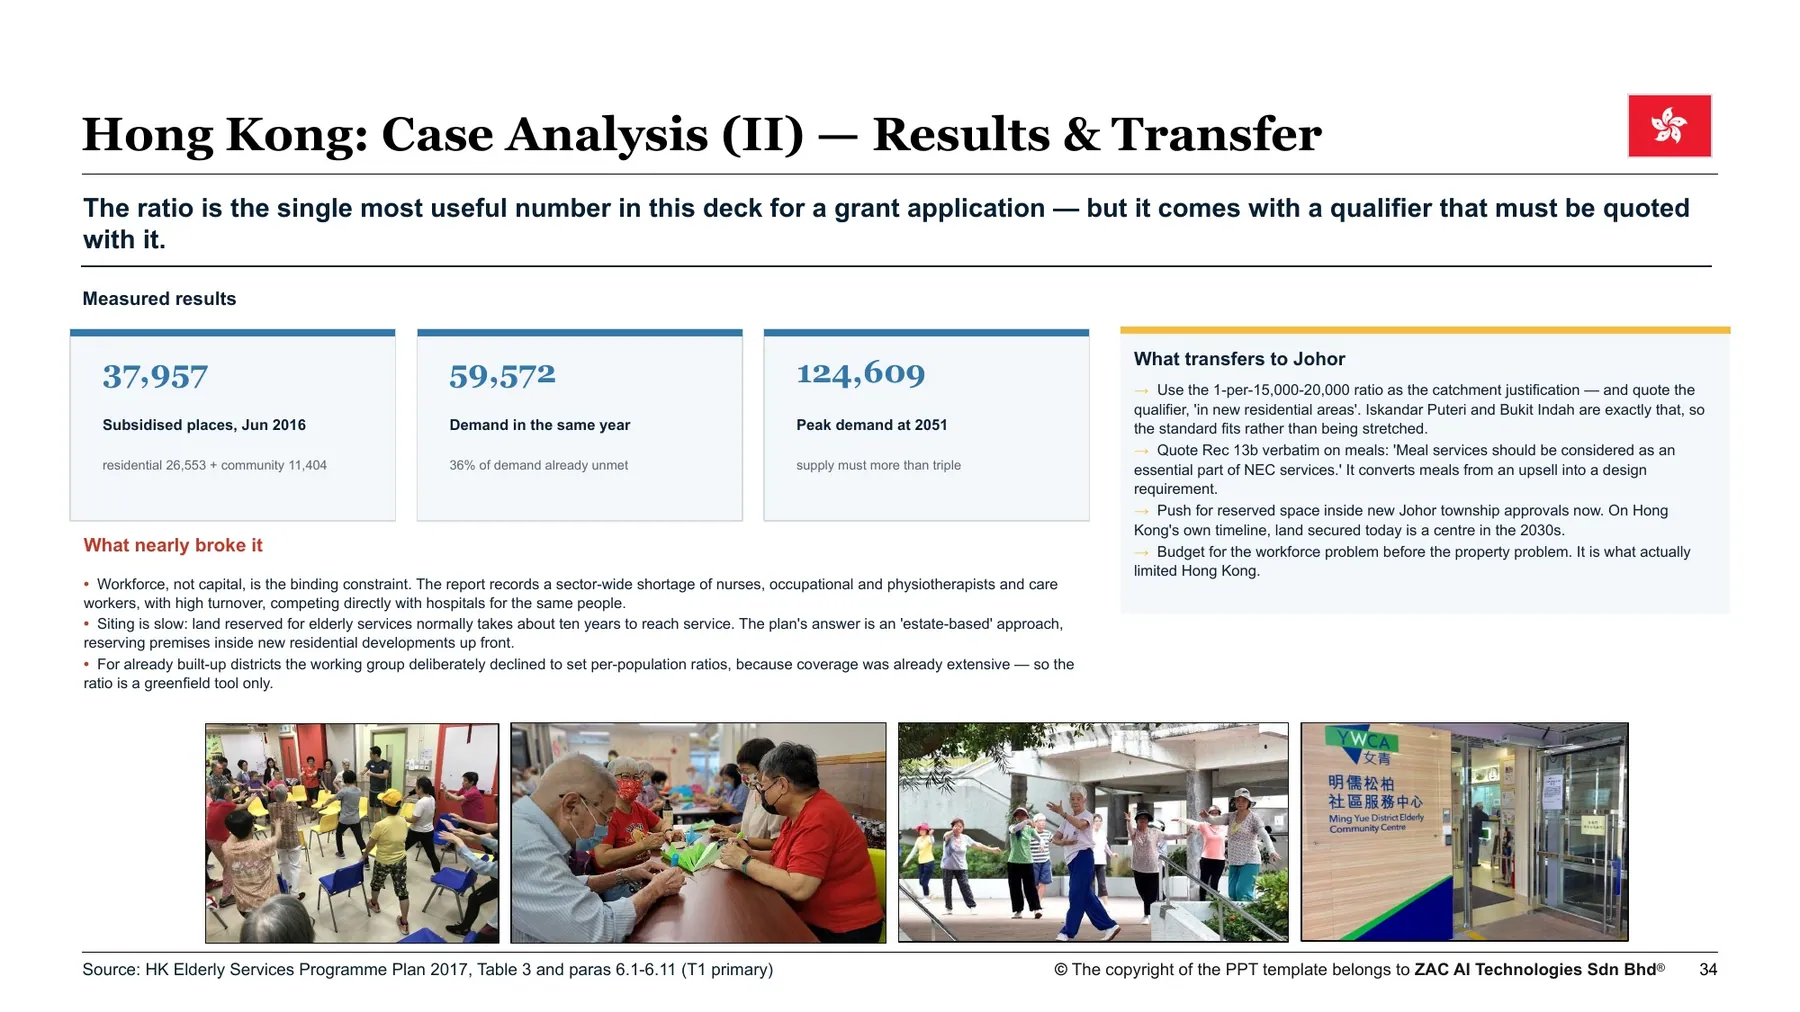 Hong Kong: Case Analysis (II) — Results & Transfer
The ratio is the single most useful number in this deck for a grant application — but it comes with a qualifier that must be quoted
with it.
Measured results
37,957
Subsidised places, Jun 2016
residential 26,553 + community 11,404
59,572
Demand in the same year
36% of demand already unmet
124,609
Peak demand at 2051
supply must more than triple
What nearly broke it
• Workforce, not capital, is the binding constraint. The report records a sector-wide shortage of nurses, occupational and physiotherapists and care
workers, with high turnover, competing directly with hospitals for the same people.
• Siting is slow: land reserved for elderly services normally takes about ten years to reach service. The plan's answer is an 'estate-based' approach,
reserving premises inside new residential developments up front.
• For already built-up districts the working group deliberately declined to set per-population ratios, because coverage was already extensive — so the
ratio is a greenfield tool only.
What transfers to Johor
→ Use the 1-per-15,000-20,000 ratio as the catchment justification — and quote the
qualifier, 'in new residential areas'. Iskandar Puteri and Bukit Indah are exactly that, so
the standard fits rather than being stretched.
→ Quote Rec 13b verbatim on meals: 'Meal services should be considered as an
essential part of NEC services.' It converts meals from an upsell into a design
requirement.
→ Push for reserved space inside new Johor township approvals now. On Hong
Kong's own timeline, land secured today is a centre in the 2030s.
→ Budget for the workforce problem before the property problem. It is what actually
limited Hong Kong.
YWCA
女青
明儒松柏
社區服務中心
Ming Yue District Elderly
Community Centre
Source: HK Elderly Services Programme Plan 2017, Table 3 and paras 6.1-6.11 (T1 primary)
© The copyright of the PPT template belongs to ZAC AI Technologies Sdn Bhd®
34